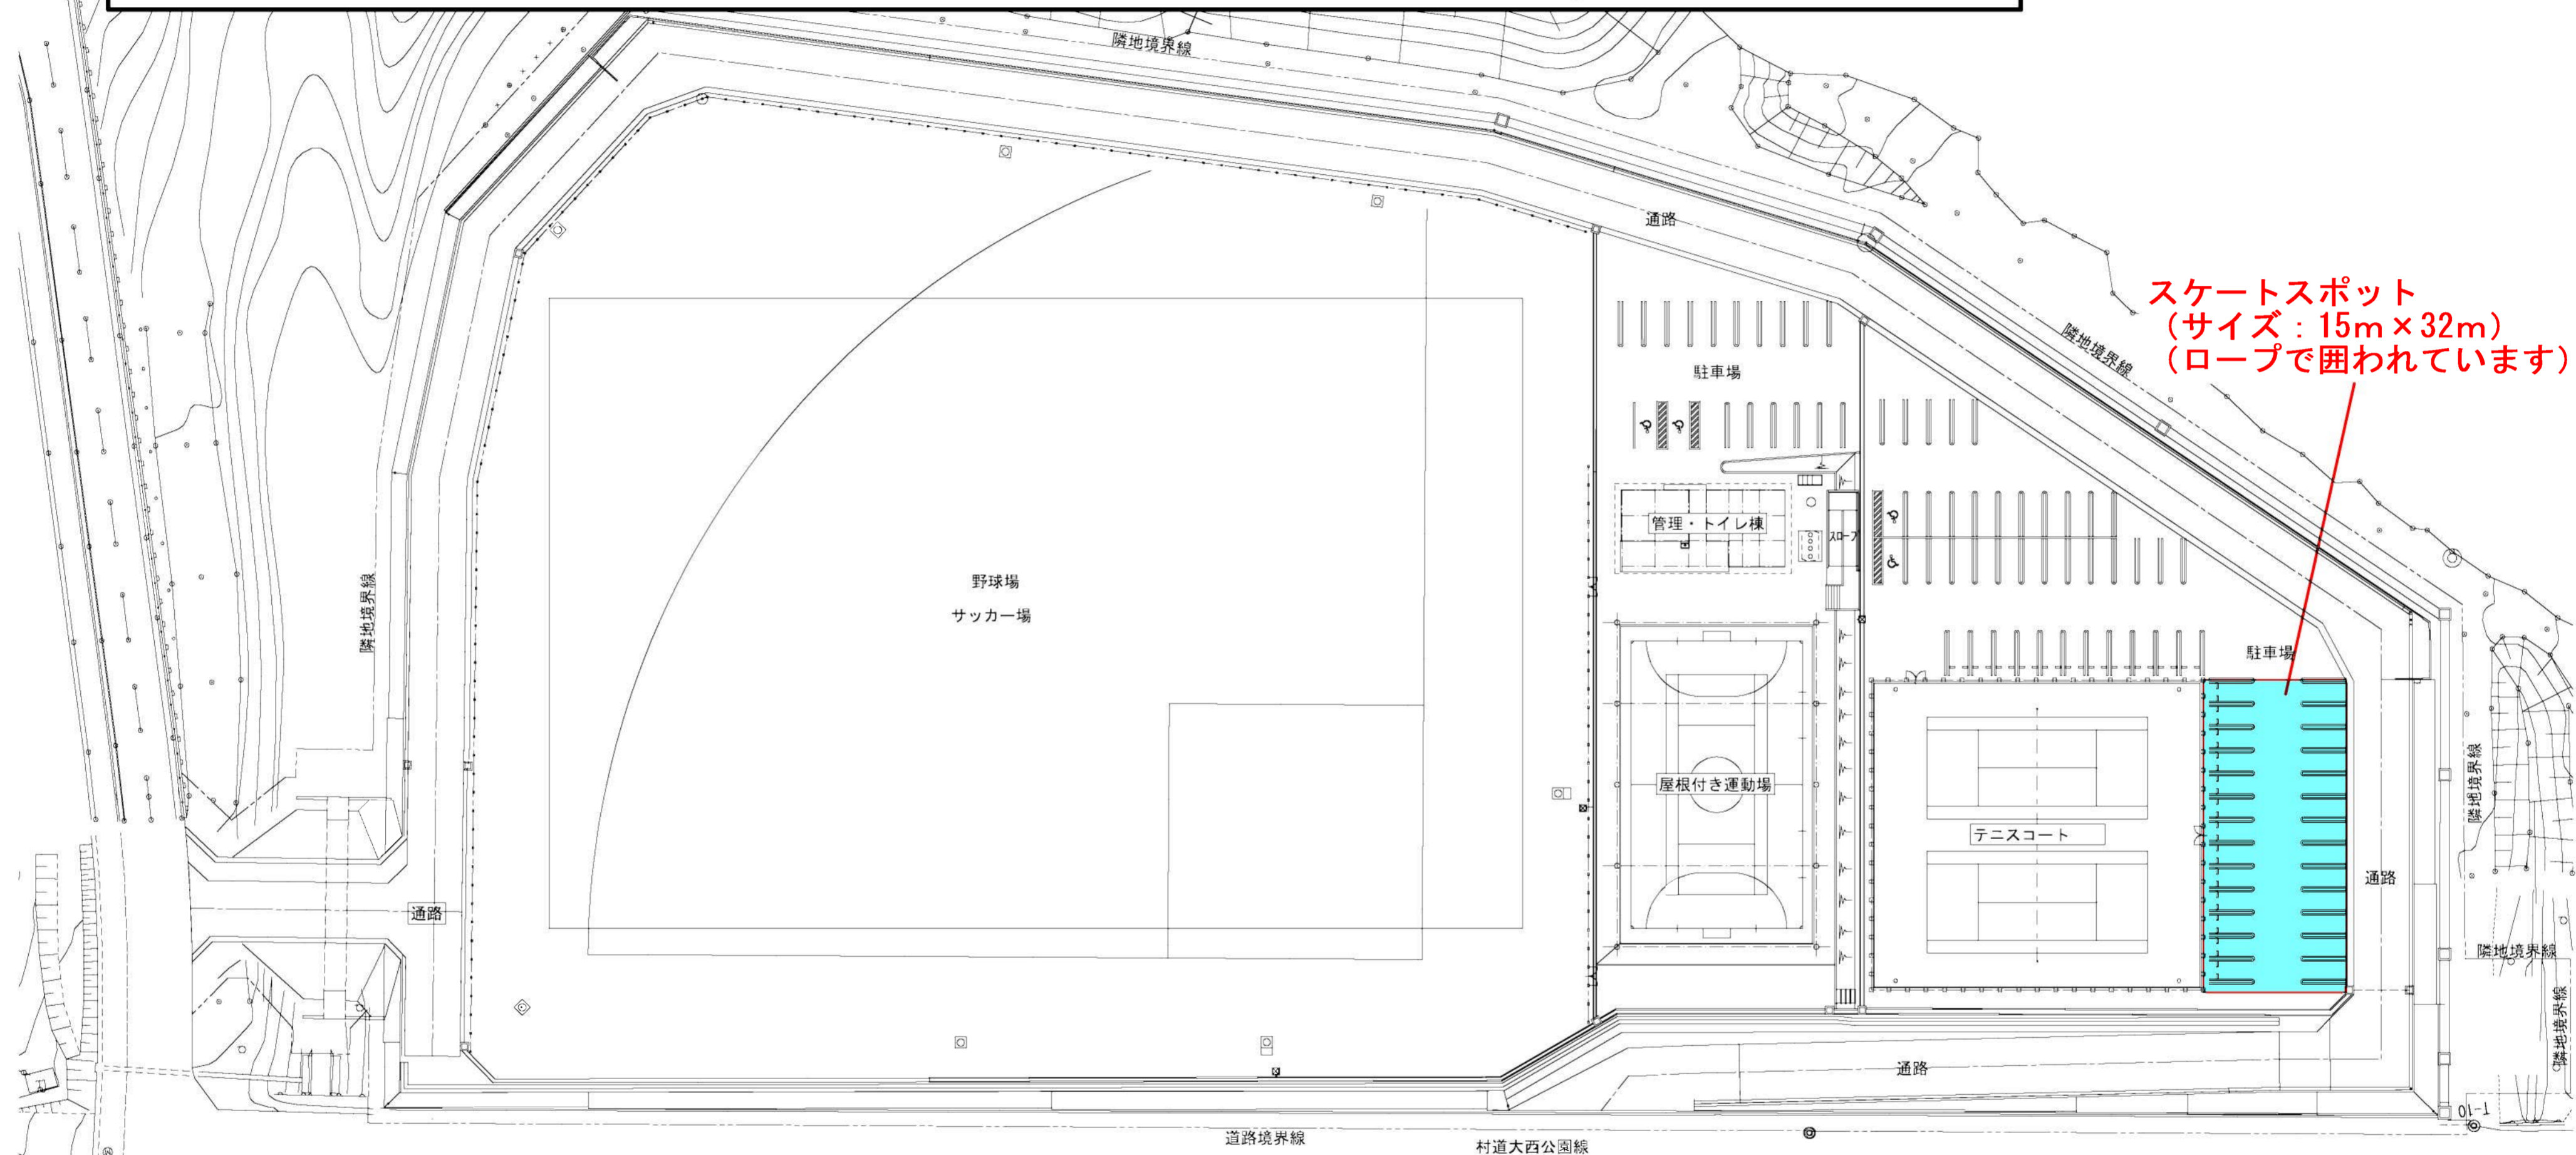 隣地境界線
通路
スケートスポット
(サイズ:15m×32m)
(ロープで囲われています)
隣地境界線
駐車場
管理・トイレ棟
スロープ
野球場
サッカー場
隣地境界線
駐車場
隣地境界線
屋根付き運動場
テニスコート
通路
通路
隣地境界線
隣地境界線
通路
T-10
道路境界線
村道大西公園線